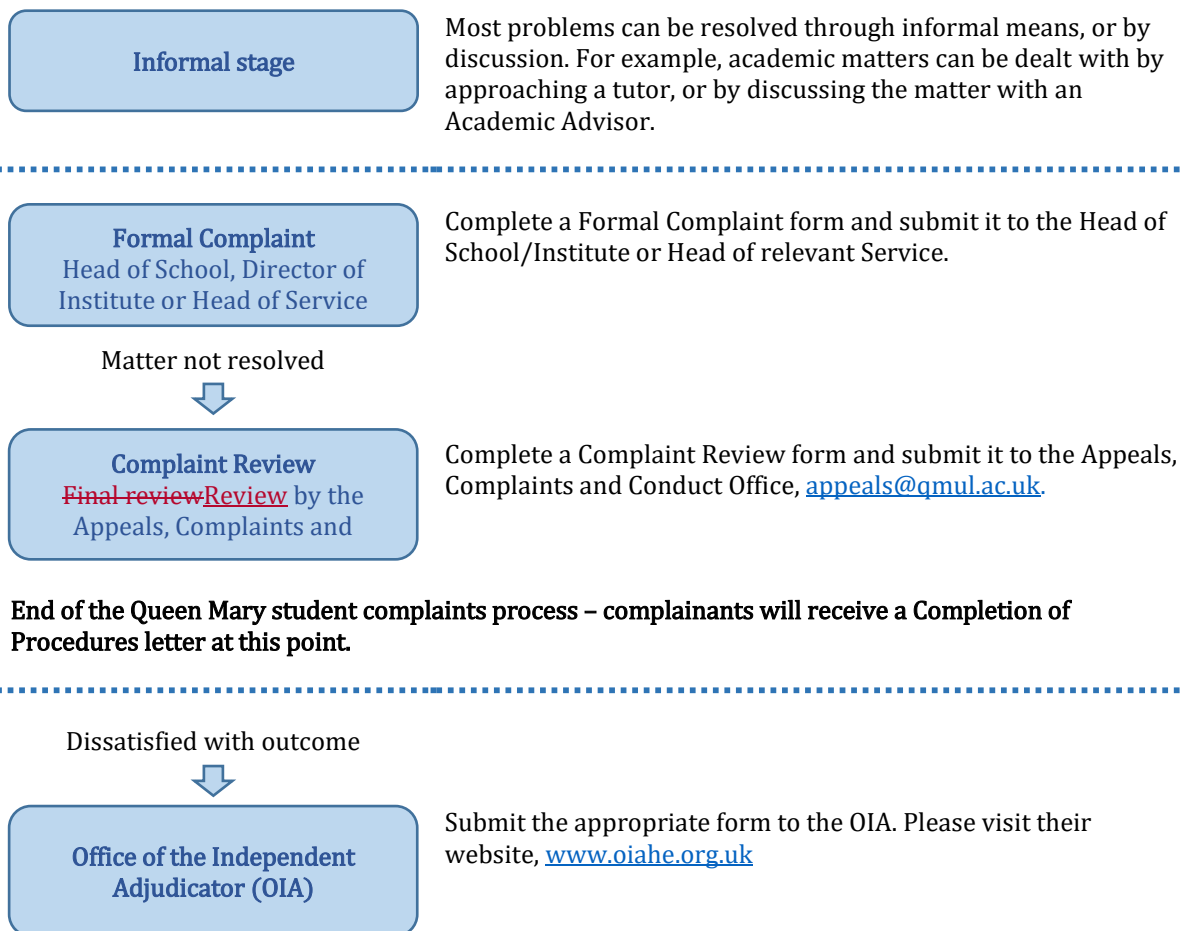 Informal stage
Most problems can be resolved through informal means, or by
discussion. For example, academic matters can be dealt with by
approaching a tutor, or by discussing the matter with an
Academic Advisor.
Formal Complaint
Head of School, Director of
Institute or Head of Service
Complete a Formal Complaint form and submit it to the Head of
School/Institute or Head of relevant Service.
Matter not resolved
Complaint Review
Final reviewReview by the
Appeals, Complaints and
Complete a Complaint Review form and submit it to the Appeals,
Complaints and Conduct Office, appeals@qmul.ac.uk.
End of the Queen Mary student complaints process – complainants will receive a Completion of
Procedures letter at this point.
Dissatisfied with outcome
Office of the Independent
Adjudicator (OIA)
Submit the appropriate form to the OIA. Please visit their
website, www.oiahe.org.uk